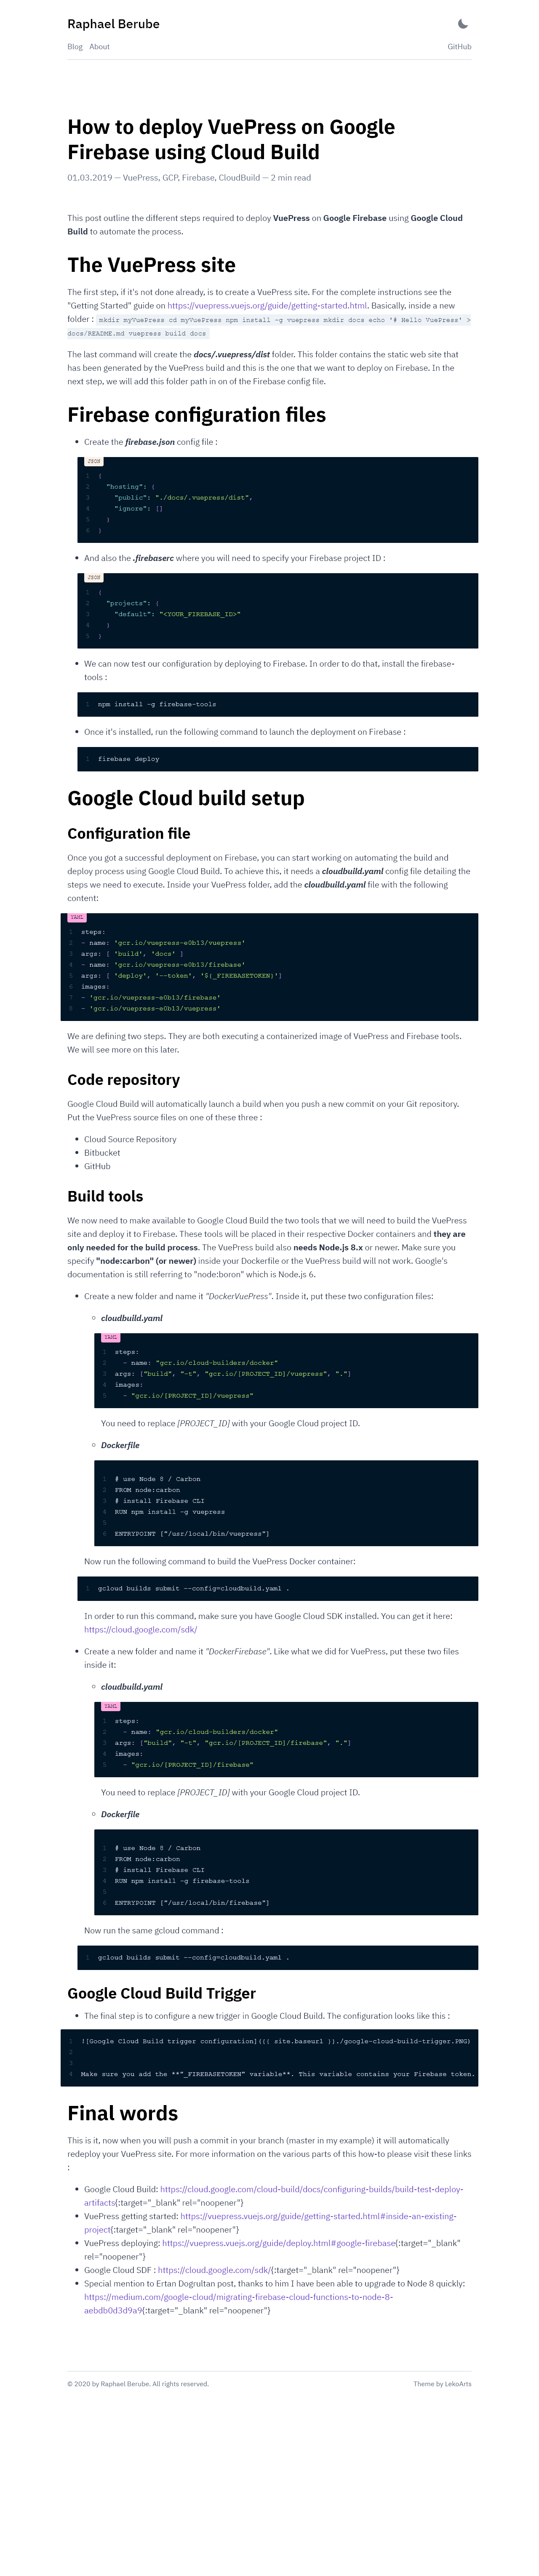 Raphael Berube
Blog About
GitHub
How to deploy VuePress on Google
Firebase using Cloud Build
01.03.2019 — VuePress, GCP, Firebase, CloudBuild — 2 min read
This post outline the different steps required to deploy VuePress on Google Firebase using Google Cloud
Build to automate the process.
The VuePress site
The first step, if it's not done already, is to create a VuePress site. For the complete instructions see the
"Getting Started" guide on https://vuepress.vuejs.org/guide/getting-started.html. Basically, inside a new
folder : mkdir myVuePress cd myVuePress npm install -g vuepress mkdir docs echo '# Hello VuePress' >
docs/README.md vuepress build docs
The last command will create the docs/.vuepress/dist folder. This folder contains the static web site that
has been generated by the VuePress build and this is the one that we want to deploy on Firebase. In the
next step, we will add this folder path in on of the Firebase config file.
Firebase configuration files
Create the firebase.json config file :
JSON
1 {
2 "hosting": {
3 "public": "./docs/.vuepress/dist",
4 "ignore": []
5 }
6 }
And also the .firebaserc where you will need to specify your Firebase project ID :
JSON
1 {
2 "projects": {
3 "default": "<YOUR_FIREBASE_ID>"
4 }
5 }
We can now test our configuration by deploying to Firebase. In order to do that, install the firebase-
tools :
1 npm install -g firebase-tools
Once it's installed, run the following command to launch the deployment on Firebase :
1 firebase deploy
Google Cloud build setup
Configuration file
Once you got a successful deployment on Firebase, you can start working on automating the build and
deploy process using Google Cloud Build. To achieve this, it needs a cloudbuild.yaml config file detailing the
steps we need to execute. Inside your VuePress folder, add the cloudbuild.yaml file with the following
content:
YAML
1 steps:
2 - name: 'gcr.io/vuepress-e0b13/vuepress'
3 args: [ 'build', 'docs' ]
4 - name: 'gcr.io/vuepress-e0b13/firebase'
5 args: [ 'deploy', '--token', '${_FIREBASETOKEN}']
6 images:
7 - 'gcr.io/vuepress-e0b13/firebase'
8 - 'gcr.io/vuepress-e0b13/vuepress'
We are defining two steps. They are both executing a containerized image of VuePress and Firebase tools.
We will see more on this later.
Code repository
Google Cloud Build will automatically launch a build when you push a new commit on your Git repository.
Put the VuePress source files on one of these three :
Cloud Source Repository
Bitbucket
GitHub
Build tools
We now need to make available to Google Cloud Build the two tools that we will need to build the VuePress
site and deploy it to Firebase. These tools will be placed in their respective Docker containers and they are
only needed for the build process. The VuePress build also needs Node.js 8.x or newer. Make sure you
specify "node:carbon" (or newer) inside your Dockerfile or the VuePress build will not work. Google's
documentation is still referring to "node:boron" which is Node.js 6.
Create a new folder and name it "DockerVuePress". Inside it, put these two configuration files:
cloudbuild.yaml
YAML
1 steps:
2 - name: "gcr.io/cloud-builders/docker"
3 args: ["build", "-t", "gcr.io/[PROJECT_ID]/vuepress", "."]
4 images:
5 - "gcr.io/[PROJECT_ID]/vuepress"
You need to replace [PROJECT_ID] with your Google Cloud project ID.
Dockerfile
1 # use Node 8 / Carbon
2 FROM node:carbon
3 # install Firebase CLI
4 RUN npm install -g vuepress
5
6 ENTRYPOINT ["/usr/local/bin/vuepress"]
Now run the following command to build the VuePress Docker container:
1 gcloud builds submit --config=cloudbuild.yaml .
In order to run this command, make sure you have Google Cloud SDK installed. You can get it here:
https://cloud.google.com/sdk/
Create a new folder and name it "DockerFirebase". Like what we did for VuePress, put these two files
inside it:
cloudbuild.yaml
YAML
1 steps:
2 - name: "gcr.io/cloud-builders/docker"
3 args: ["build", "-t", "gcr.io/[PROJECT_ID]/firebase", "."]
4 images:
5 - "gcr.io/[PROJECT_ID]/firebase"
You need to replace [PROJECT_ID] with your Google Cloud project ID.
Dockerfile
1 # use Node 8 / Carbon
2 FROM node:carbon
3 # install Firebase CLI
4 RUN npm install -g firebase-tools
5
6 ENTRYPOINT ["/usr/local/bin/firebase"]
Now run the same gcloud command :
1 gcloud builds submit --config=cloudbuild.yaml .
Google Cloud Build Trigger
The final step is to configure a new trigger in Google Cloud Build. The configuration looks like this :
1 ![Google Cloud Build trigger configuration]({{ site.baseurl }}./google-cloud-build-trigger.PNG)
2
3
4 Make sure you add the **"_FIREBASETOKEN" variable**. This variable contains your Firebase token.
Final words
This is it, now when you will push a commit in your branch (master in my example) it will automatically
redeploy your VuePress site. For more information on the various parts of this how-to please visit these links
:
Google Cloud Build: https://cloud.google.com/cloud-build/docs/configuring-builds/build-test-deploy-
artifacts{:target="_blank" rel="noopener"}
VuePress getting started: https://vuepress.vuejs.org/guide/getting-started.html#inside-an-existing-
project{:target="_blank" rel="noopener"}
VuePress deploying: https://vuepress.vuejs.org/guide/deploy.html#google-firebase{:target="_blank"
rel="noopener"}
Google Cloud SDF : https://cloud.google.com/sdk/{:target="_blank" rel="noopener"}
Special mention to Ertan Dogrultan post, thanks to him I have been able to upgrade to Node 8 quickly:
https://medium.com/google-cloud/migrating-firebase-cloud-functions-to-node-8-
aebdb0d3d9a9{:target="_blank" rel="noopener"}
© 2020 by Raphael Berube. All rights reserved.
Theme by LekoArts